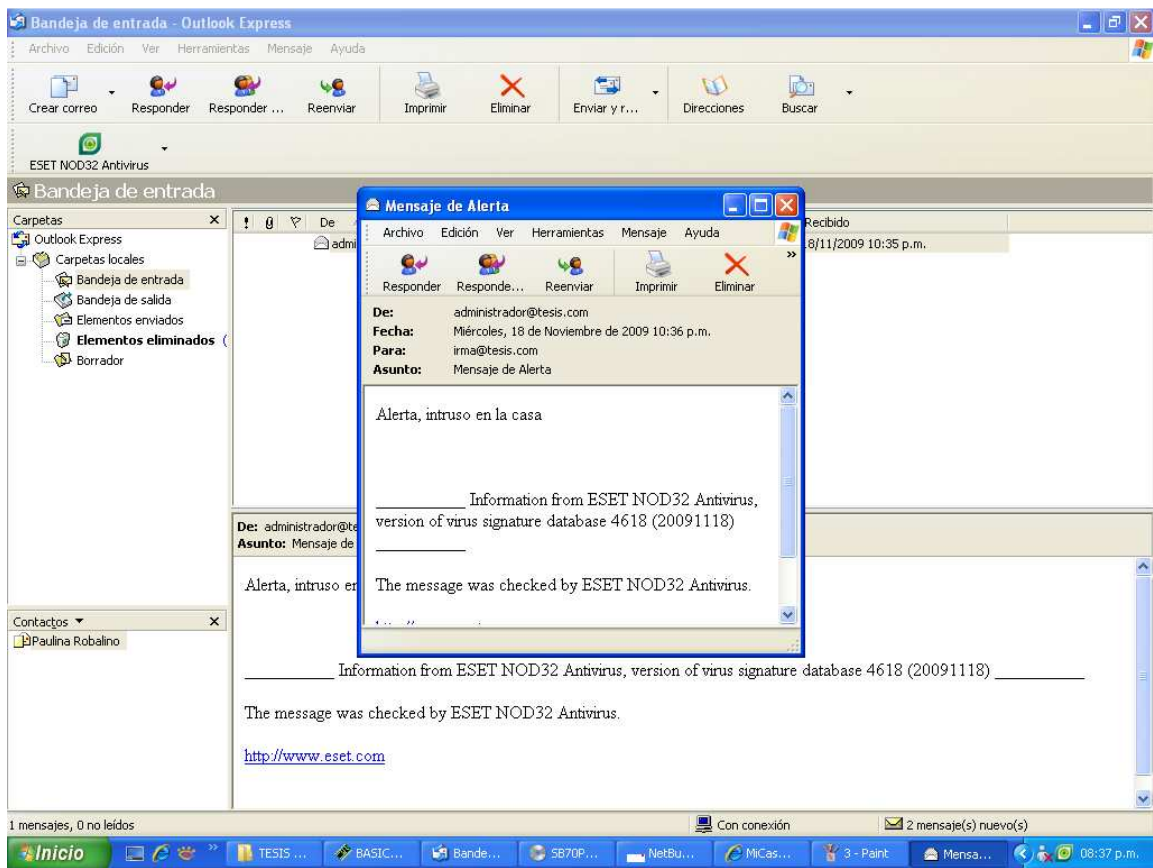 Bandeja de entrada - Outlook Express
Archivo Edición Ver Herramientas Mensaje Ayuda
Crear correo Responder Responder ... Reenviar Imprimir Eliminar Enviar y r... Direcciones Buscar
ESET NOD32 Antivirus
Bandeja de entrada
Carpetas
Outlook Express
Carpetas locales
Bandeja de entrada
Bandeja de salida
Elementos enviados
Elementos eliminados (
Borrador
Contactos
Paulina Robalino
! De Recibido
admi 8/11/2009 10:35 p.m.
Mensaje de Alerta
Archivo Edición Ver Herramientas Mensaje Ayuda »
Responder Responde... Reenviar Imprimir Eliminar
De: administrador@tesis.com
Fecha: Miércoles, 18 de Noviembre de 2009 10:36 p.m.
Para: irma@tesis.com
Asunto: Mensaje de Alerta
Alerta, intruso en la casa
__________ Information from ESET NOD32 Antivirus,
version of virus signature database 4618 (20091118)
__________
The message was checked by ESET NOD32 Antivirus.
De: administrador@te
Asunto: Mensaje de
Alerta, intruso en
__________ Information from ESET NOD32 Antivirus, version of virus signature database 4618 (20091118) __________
The message was checked by ESET NOD32 Antivirus.
http://www.eset.com
1 mensajes, 0 no leídos Con conexión 2 mensaje(s) nuevo(s)
Inicio » TESIS ... BASIC... Bande... SB70P... NetBu... MiCas... 3 - Paint Mensa... 08:37 p.m.